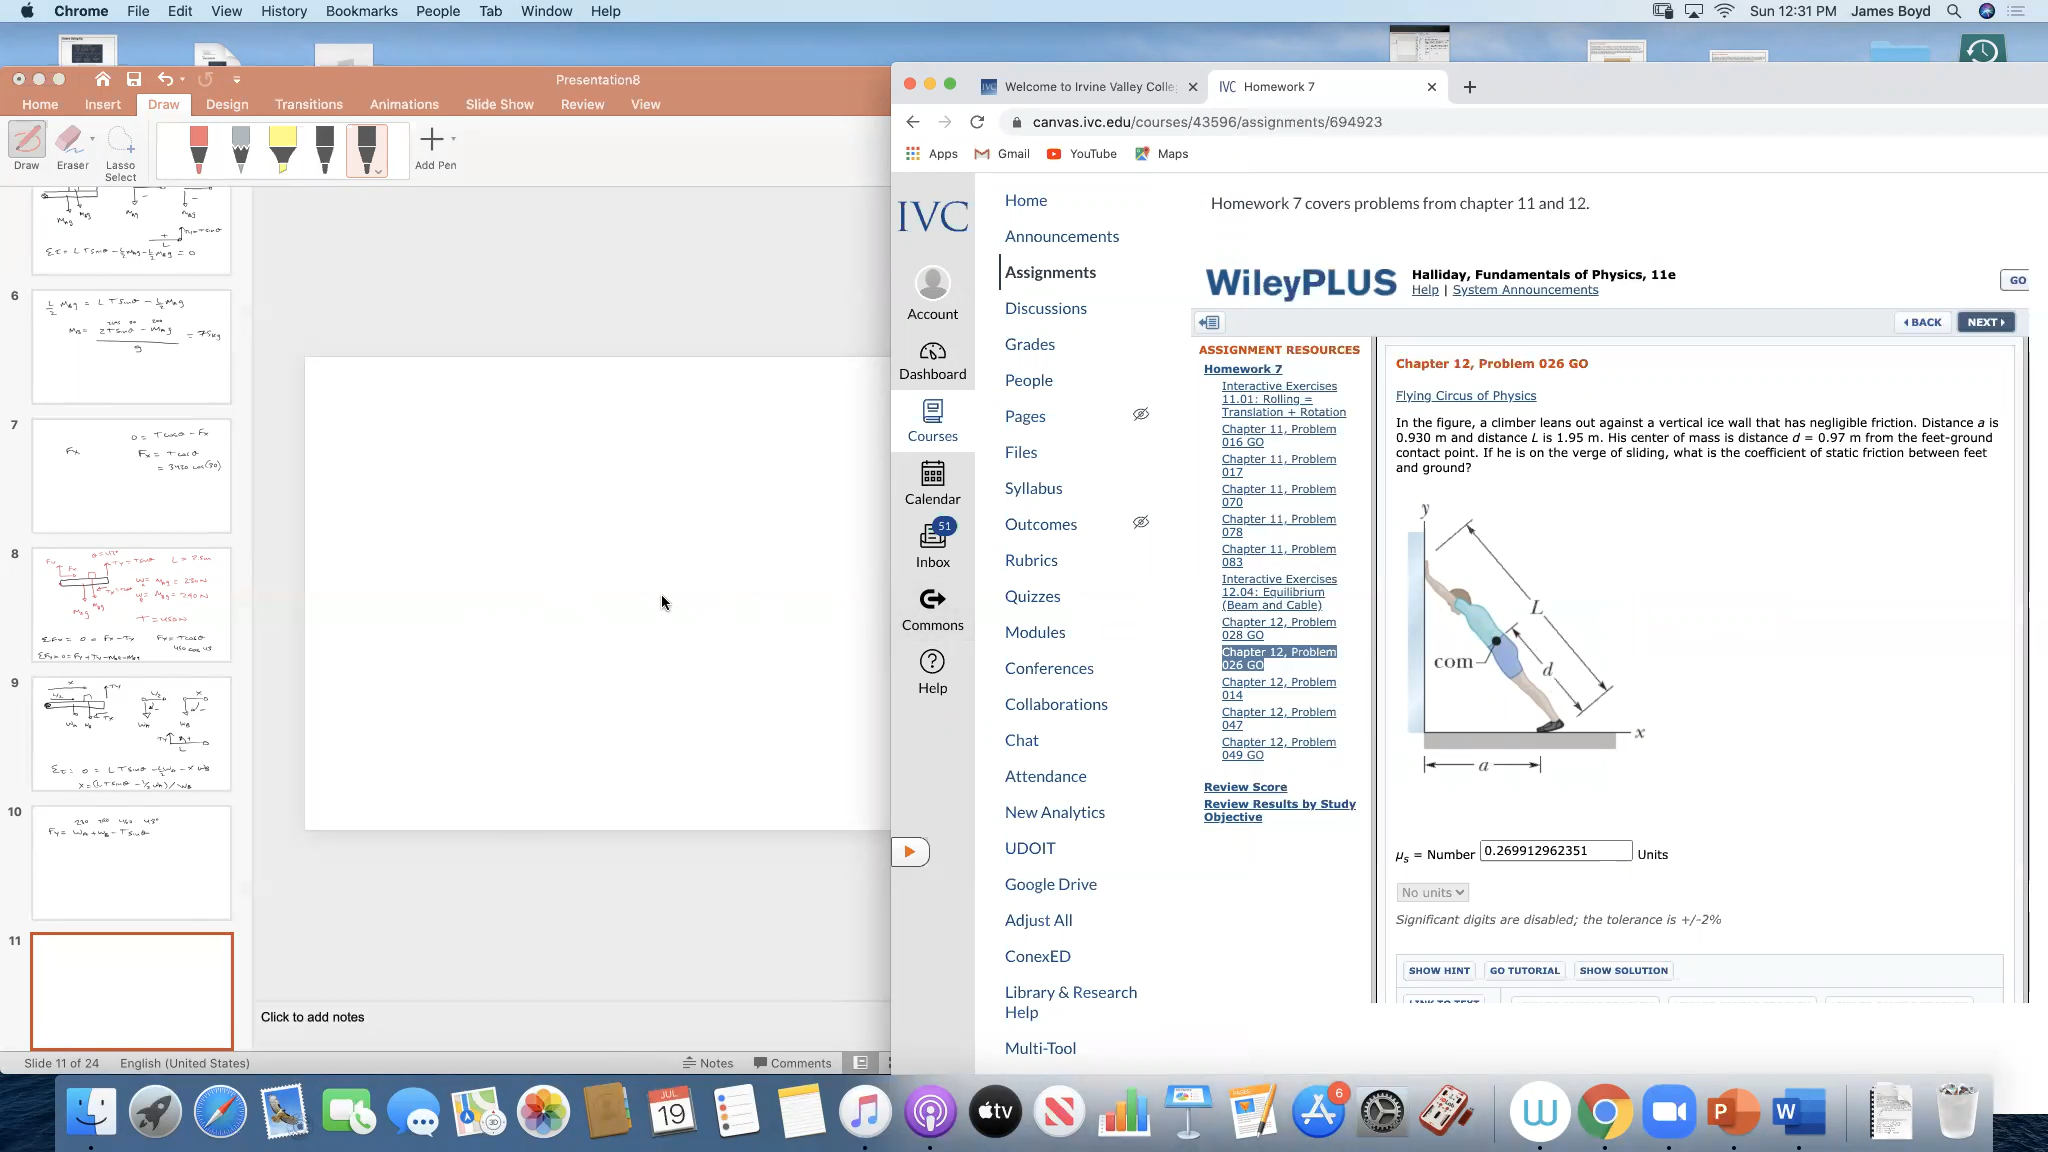 Chrome File Edit View History Bookmarks People Tab Window Help
Sun 12:31 PM James Boyd
Presentation8
Home Insert Draw Design Transitions Animations Slide Show Review View
Draw
Eraser
Lasso
Select
Add Pen
6
7
8
9
10
11
Click to add notes
Slide 11 of 24 English (United States)
Notes Comments
Welcome to Irvine Valley Colle
IVC Homework 7
canvas.ivc.edu/courses/43596/assignments/694923
Apps Gmail YouTube Maps
IVC
Account
Dashboard
Courses
Calendar
51
Inbox
Commons
Help
Home
Announcements
Assignments
Discussions
Grades
People
Pages
Files
Syllabus
Outcomes
Rubrics
Quizzes
Modules
Conferences
Collaborations
Chat
Attendance
New Analytics
UDOIT
Google Drive
Adjust All
ConexED
Library & Research
Help
Multi-Tool
Homework 7 covers problems from chapter 11 and 12.
WileyPLUS
Halliday, Fundamentals of Physics, 11e
Help | System Announcements
GO
BACK NEXT
ASSIGNMENT RESOURCES
Homework 7
Interactive Exercises
11.01: Rolling =
Translation + Rotation
Chapter 11, Problem
016 GO
Chapter 11, Problem
017
Chapter 11, Problem
070
Chapter 11, Problem
078
Chapter 11, Problem
083
Interactive Exercises
12.04: Equilibrium
(Beam and Cable)
Chapter 12, Problem
028 GO
Chapter 12, Problem
026 GO
Chapter 12, Problem
014
Chapter 12, Problem
047
Chapter 12, Problem
049 GO
Review Score
Review Results by Study
Objective
Chapter 12, Problem 026 GO
Flying Circus of Physics
In the figure, a climber leans out against a vertical ice wall that has negligible friction. Distance a is
0.930 m and distance L is 1.95 m. His center of mass is distance d = 0.97 m from the feet-ground
contact point. If he is on the verge of sliding, what is the coefficient of static friction between feet
and ground?
y
L
com
d
x
a
μs = Number 0.269912962351 Units
No units
Significant digits are disabled; the tolerance is +/-2%
SHOW HINT GO TUTORIAL SHOW SOLUTION
LINK TO TEXT
JUL
19
tv
6